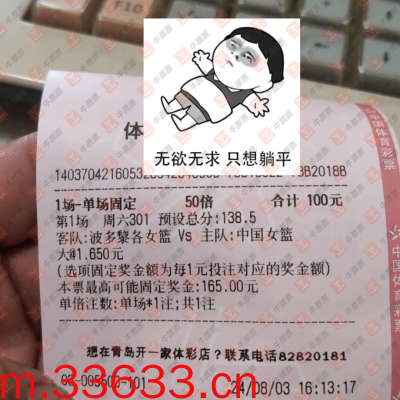 F10
体
无欲无求 只想躺平
1场-单场固定 50倍 合计 100元
第1场 周六301 预设总分:138.5
客队:波多黎各女篮 Vs 主队:中国女篮
大#1.650元
(选项固定奖金额为每1元投注对应的奖金额)
本票最高可能固定奖金:165.00元
单倍注数:单场*1注;共1注
想在青岛开一家体彩店?联系电话82820181
24/08/03 16:13:17
m.33633.com